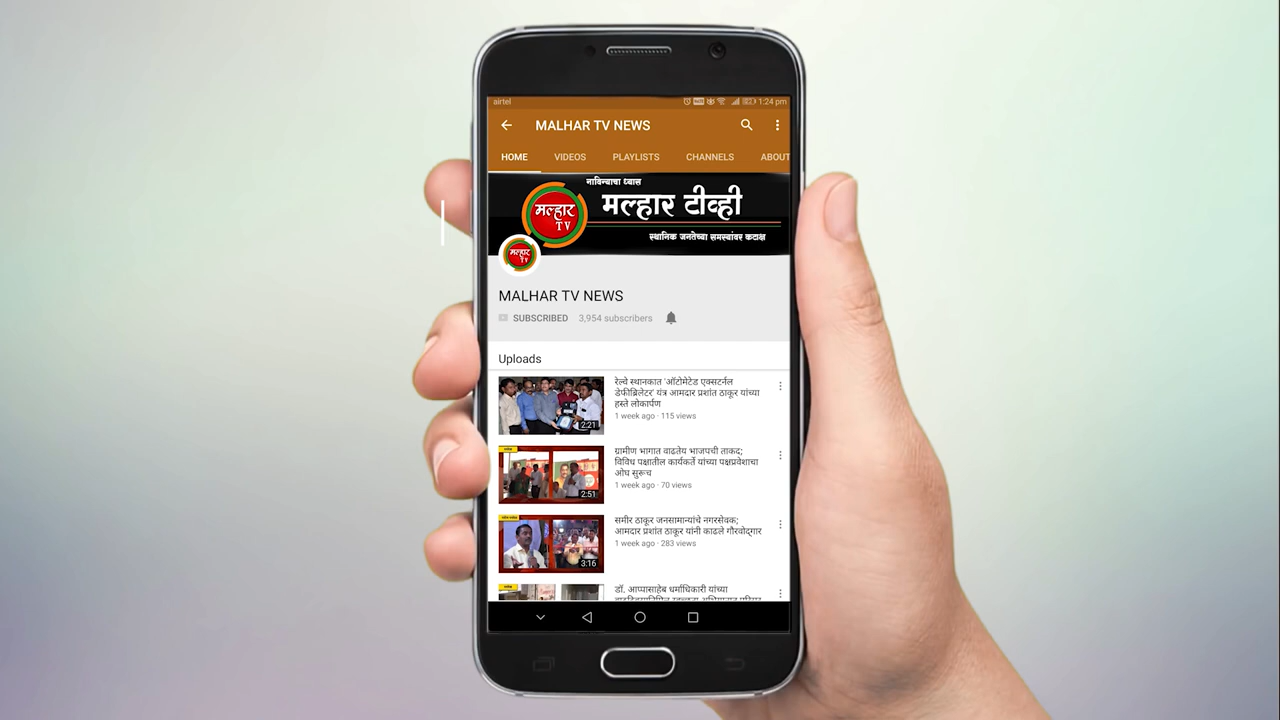 airtel
1:24 pm
MALHAR TV NEWS
HOME VIDEOS PLAYLISTS CHANNELS ABOUT
नाविन्याचा ध्यास
मल्हार टीव्ही
मल्हार
TV
स्थानिक जनतेच्या समस्यांवर कटाक्ष
मल्हार
TV
MALHAR TV NEWS
SUBSCRIBED 3,954 subscribers
Uploads
रेल्वे स्थानकात 'ऑटोमेटेड एक्सटर्नल
डेफीब्रिलेटर' यंत्र आमदार प्रशांत ठाकूर यांच्या
हस्ते लोकार्पण
1 week ago · 115 views
2:21
ग्रामीण भागात वाढतेय भाजपची ताकद;
विविध पक्षातील कार्यकर्ते यांच्या पक्षप्रवेशाचा
ओघ सुरूच
1 week ago · 70 views
2:51
समीर ठाकूर जनसामान्यांचे नगरसेवक;
आमदार प्रशांत ठाकूर यांनी काढले गौरवोद्गार
1 week ago · 283 views
3:16
डॉ. आप्पासाहेब धर्माधिकारी यांच्या